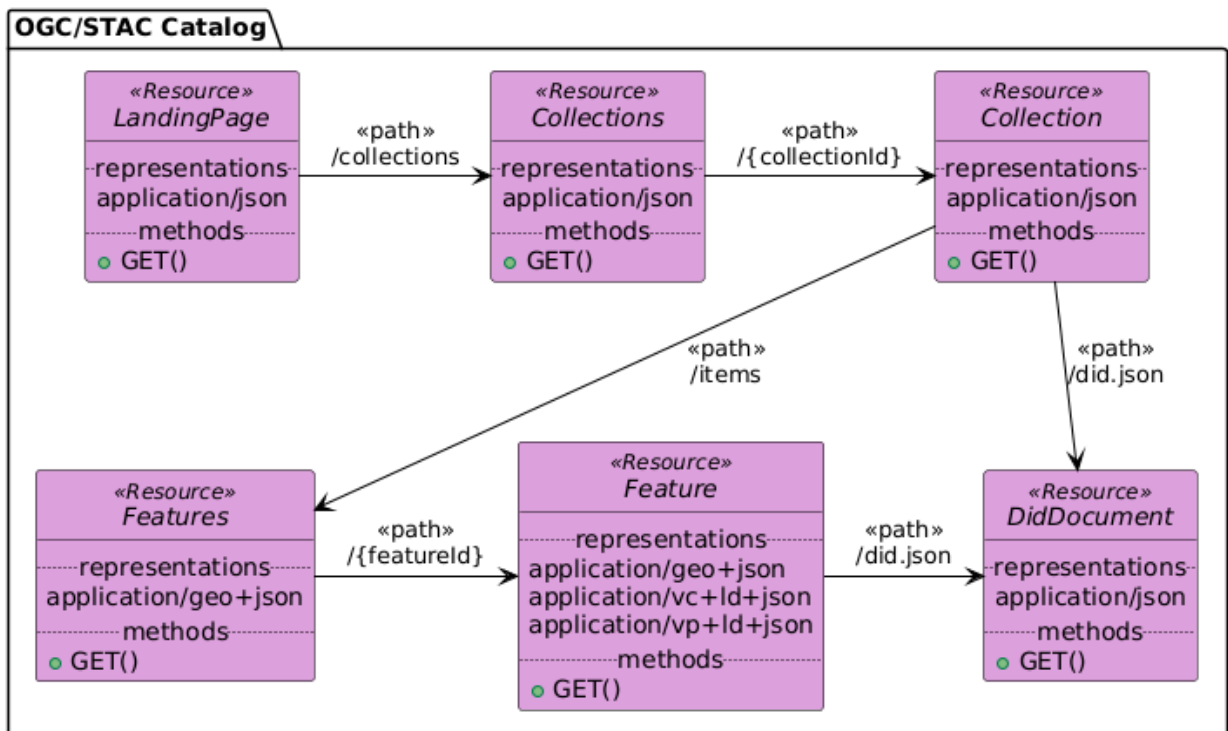 OGC/STAC Catalog
«Resource»
LandingPage
representations
application/json
methods
GET()
«path»
/collections
«Resource»
Collections
representations
application/json
methods
GET()
«path»
/{collectionId}
«Resource»
Collection
representations
application/json
methods
GET()
«path»
/items
«path»
/did.json
«Resource»
Features
representations
application/geo+json
methods
GET()
«path»
/{featureId}
«Resource»
Feature
representations
application/geo+json
application/vc+ld+json
application/vp+ld+json
methods
GET()
«path»
/did.json
«Resource»
DidDocument
representations
application/json
methods
GET()